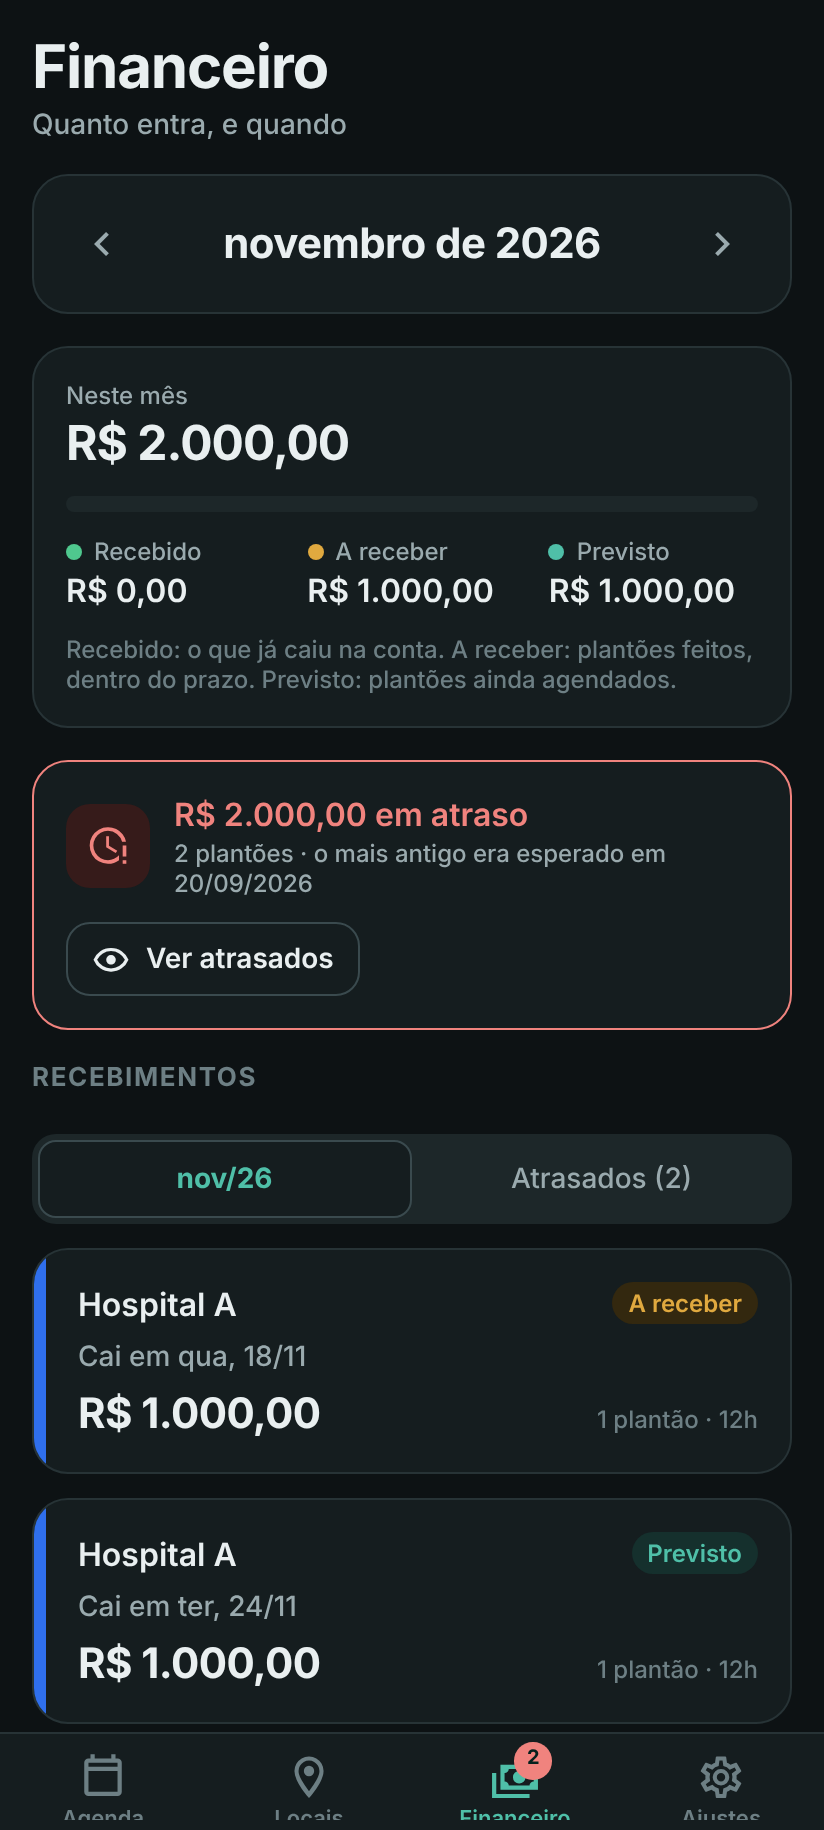 Financeiro
Quanto entra, e quando
novembro de 2026
Neste mês
R$ 2.000,00
Recebido
A receber
Previsto
R$ 0,00
R$ 1.000,00
R$ 1.000,00
Recebido: o que já caiu na conta. A receber: plantões feitos,
dentro do prazo. Previsto: plantões ainda agendados.
R$ 2.000,00 em atraso
2 plantões · o mais antigo era esperado em
20/09/2026
Ver atrasados
RECEBIMENTOS
nov/26
Atrasados (2)
Hospital A
A receber
Cai em qua, 18/11
R$ 1.000,00
1 plantão · 12h
Hospital A
Previsto
Cai em ter, 24/11
R$ 1.000,00
1 plantão · 12h
2
Agenda
Locais
Financeiro
Ajustes